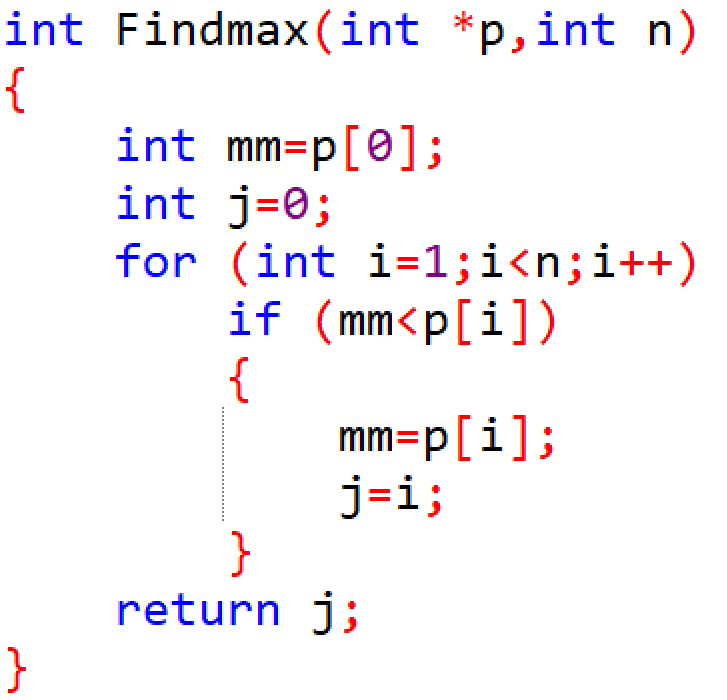 int Findmax(int *p,int n)
{
int mm=p[0];
int j=0;
for (int i=1;i<n;i++)
if (mm<p[i])
{
mm=p[i];
j=i;
}
return j;
}